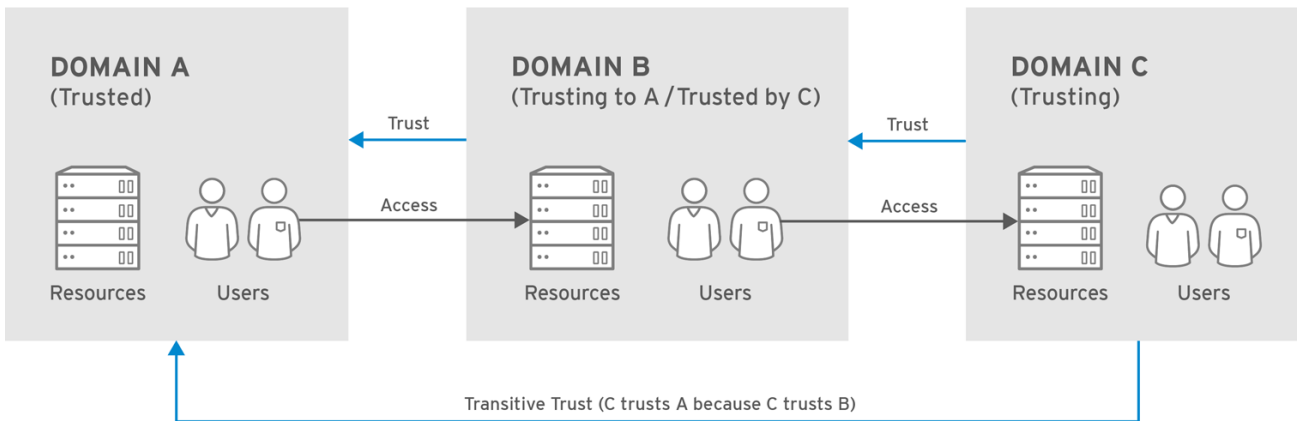 DOMAIN A
(Trusted)
Resources
Users
Trust
Access
DOMAIN B
(Trusting to A / Trusted by C)
Resources
Users
Trust
Access
DOMAIN C
(Trusting)
Resources
Users
Transitive Trust (C trusts A because C trusts B)